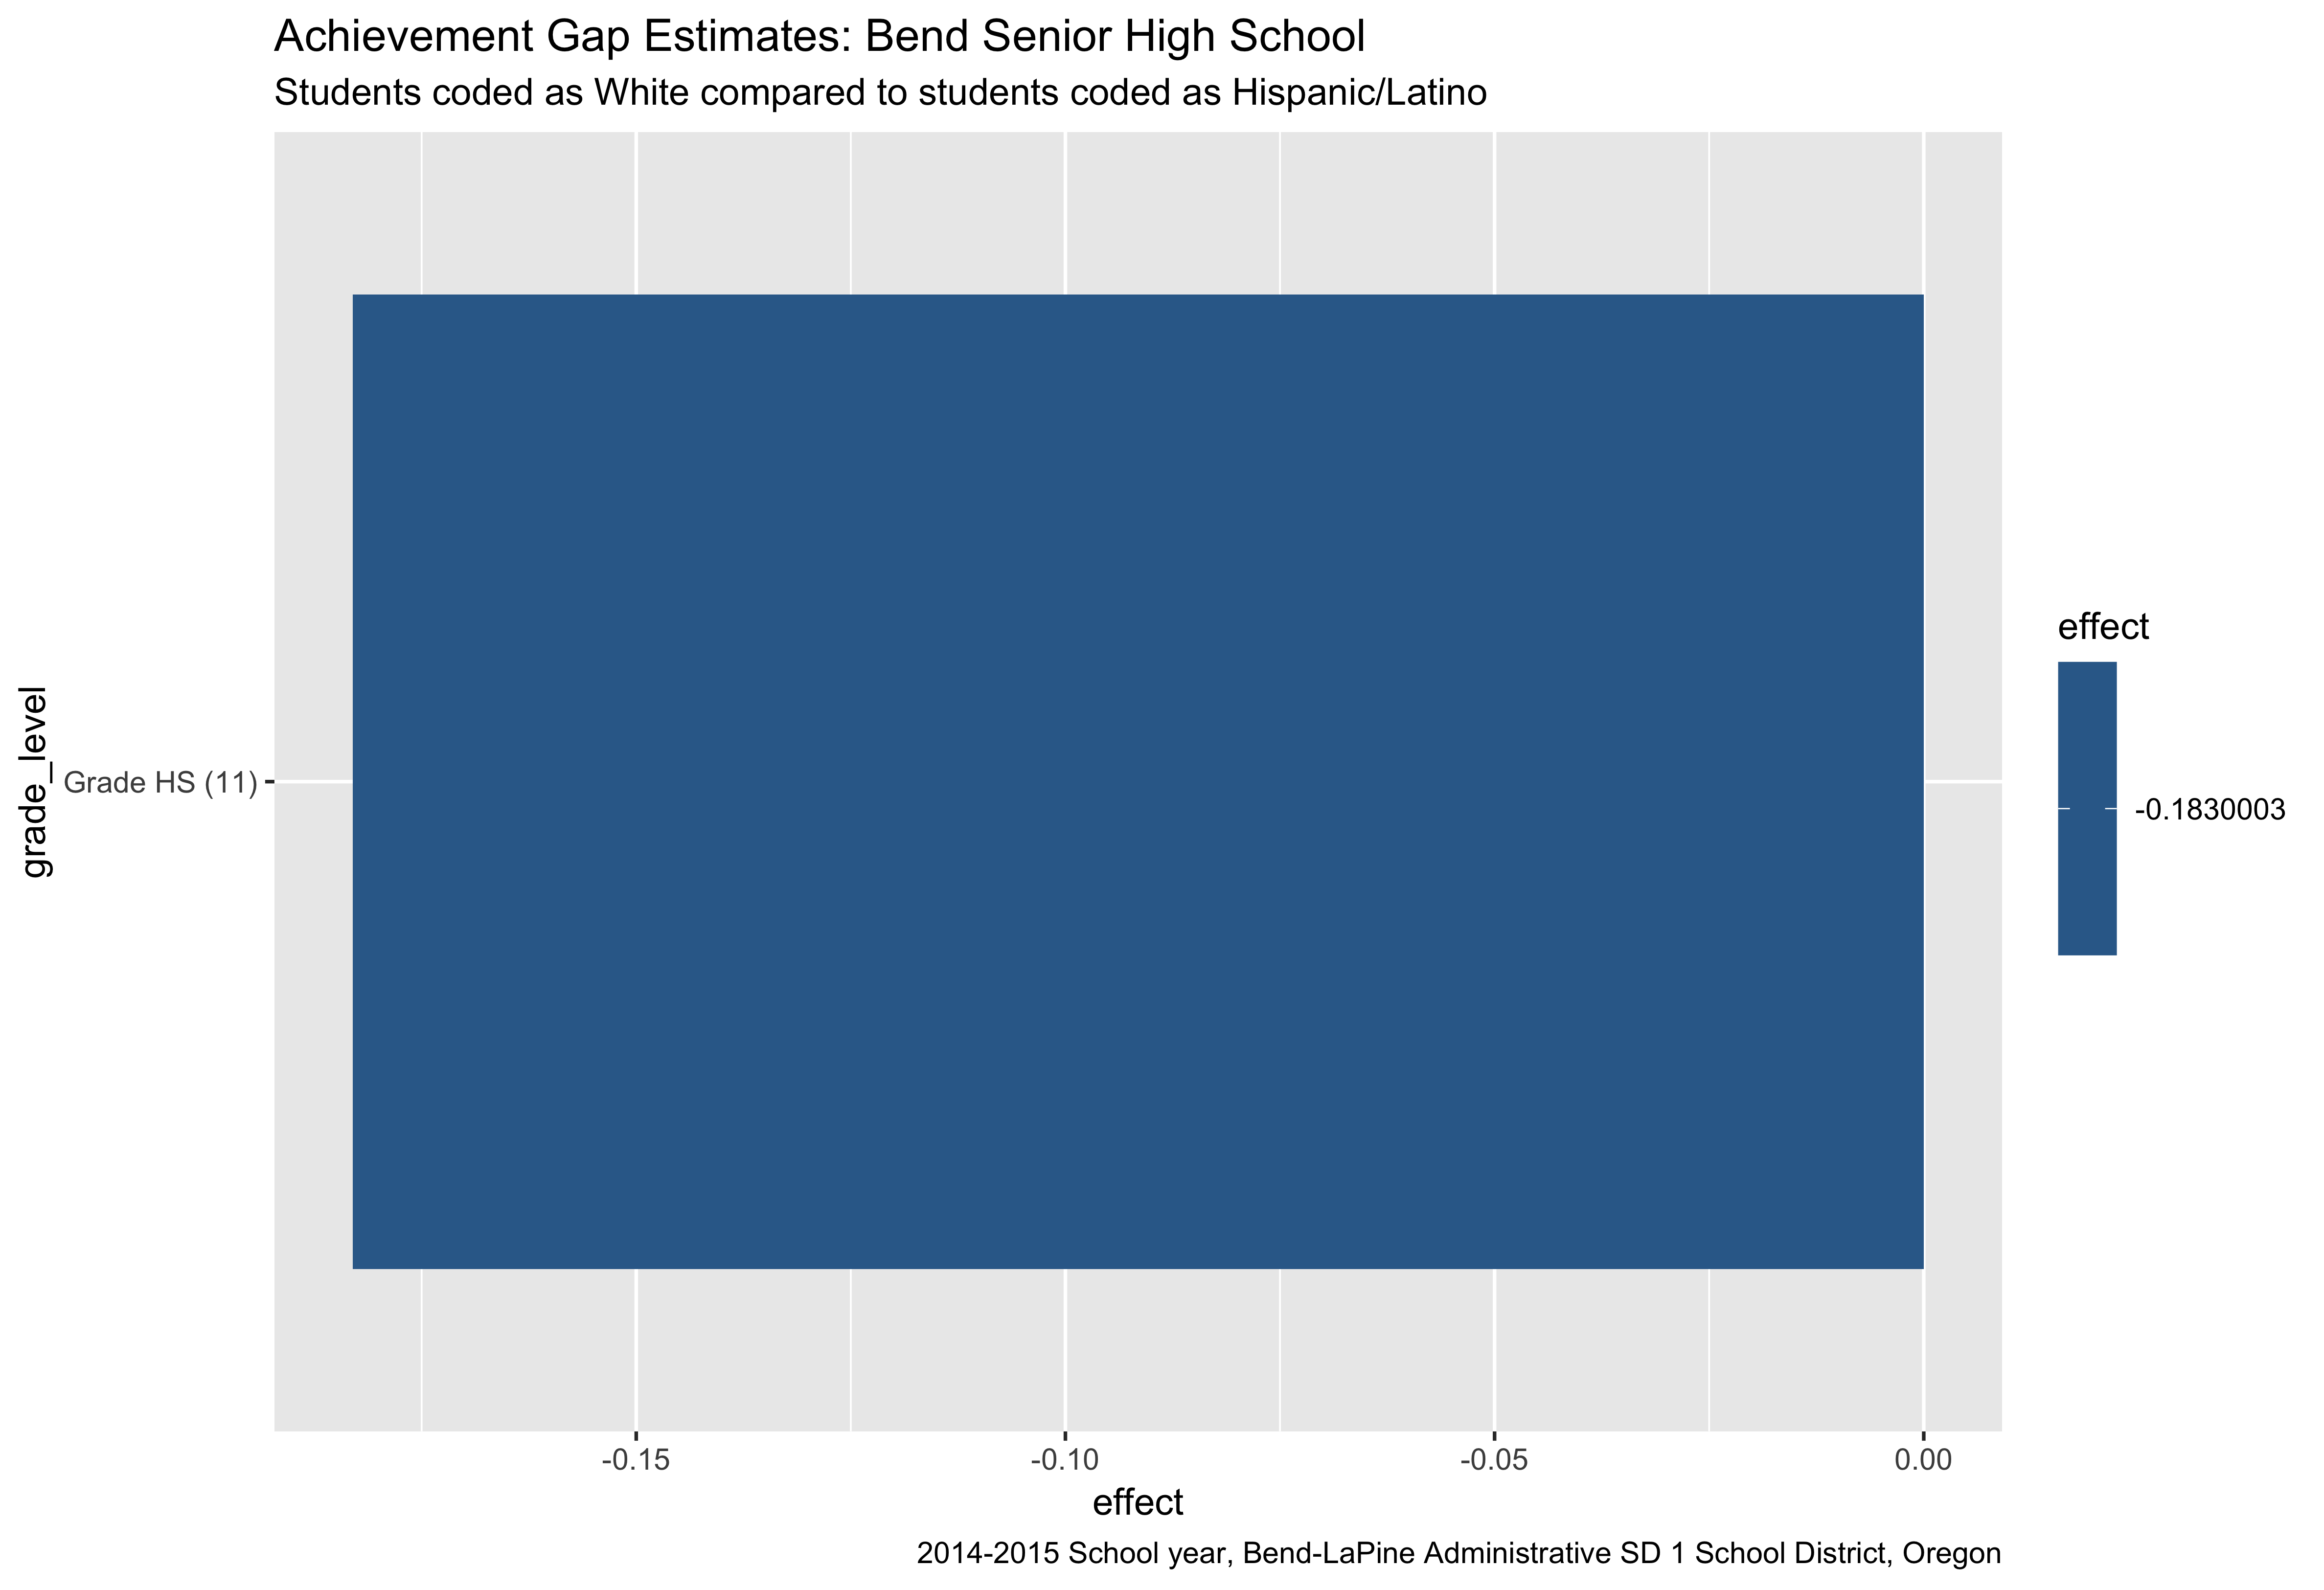 Achievement Gap Estimates: Bend Senior High School
Students coded as White compared to students coded as Hispanic/Latino
grade_level
Grade HS (11)
effect
-0.1830003
-0.15
-0.10
-0.05
0.00
effect
2014-2015 School year, Bend-LaPine Administrative SD 1 School District, Oregon